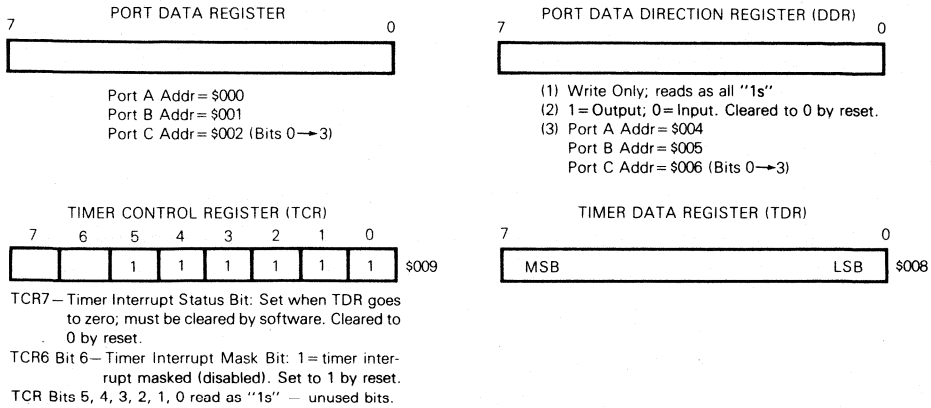 PORT DATA REGISTER
7 0
Port A Addr = $000
Port B Addr = $001
Port C Addr = $002 (Bits 0→3)
PORT DATA DIRECTION REGISTER (DDR)
7 0
(1) Write Only; reads as all "1s"
(2) 1 = Output; 0 = Input. Cleared to 0 by reset.
(3) Port A Addr = $004
Port B Addr = $005
Port C Addr = $006 (Bits 0→3)
TIMER CONTROL REGISTER (TCR)
7 6 5 4 3 2 1 0
1 1 1 1 1 1 $009
TCR7 — Timer Interrupt Status Bit: Set when TDR goes
to zero; must be cleared by software. Cleared to
0 by reset.
TCR6 Bit 6 — Timer Interrupt Mask Bit: 1 = timer inter-
rupt masked (disabled). Set to 1 by reset.
TCR Bits 5, 4, 3, 2, 1, 0 read as "1s" — unused bits.
TIMER DATA REGISTER (TDR)
7 0
MSB LSB $008